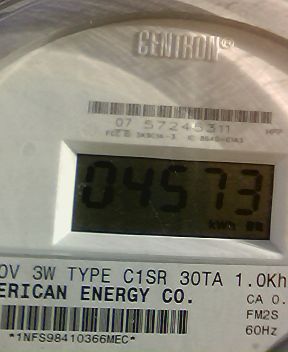 CENTRON®
07 57245311
04573
kWh
0V 3W TYPE C1SR 30TA 1.0Kh
ERICAN ENERGY CO.
CA 0.
FM2S
60Hz
*1NFS98410366MEC*